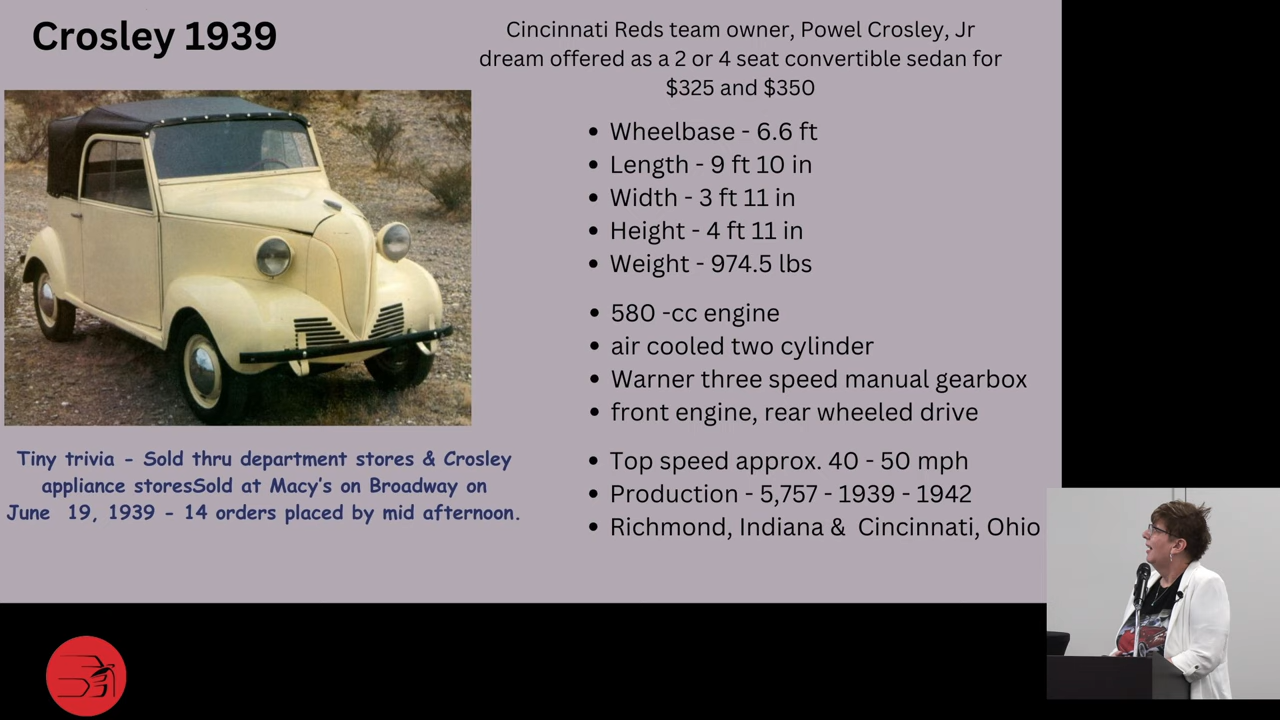 Crosley 1939
Cincinnati Reds team owner, Powel Crosley, Jr
dream offered as a 2 or 4 seat convertible sedan for
$325 and $350
• Wheelbase - 6.6 ft
• Length - 9 ft 10 in
• Width - 3 ft 11 in
• Height - 4 ft 11 in
• Weight - 974.5 lbs
• 580 -cc engine
• air cooled two cylinder
• Warner three speed manual gearbox
• front engine, rear wheeled drive
• Top speed approx. 40 - 50 mph
• Production - 5,757 - 1939 - 1942
• Richmond, Indiana &  Cincinnati, Ohio
Tiny trivia - Sold thru department stores & Crosley
appliance storesSold at Macy's on Broadway on
June  19, 1939 - 14 orders placed by mid afternoon.